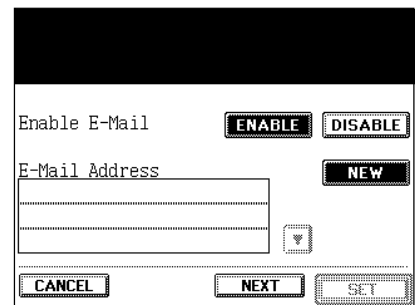 Enable E-Mail ENABLE DISABLE
E-Mail Address NEW
CANCEL NEXT SET